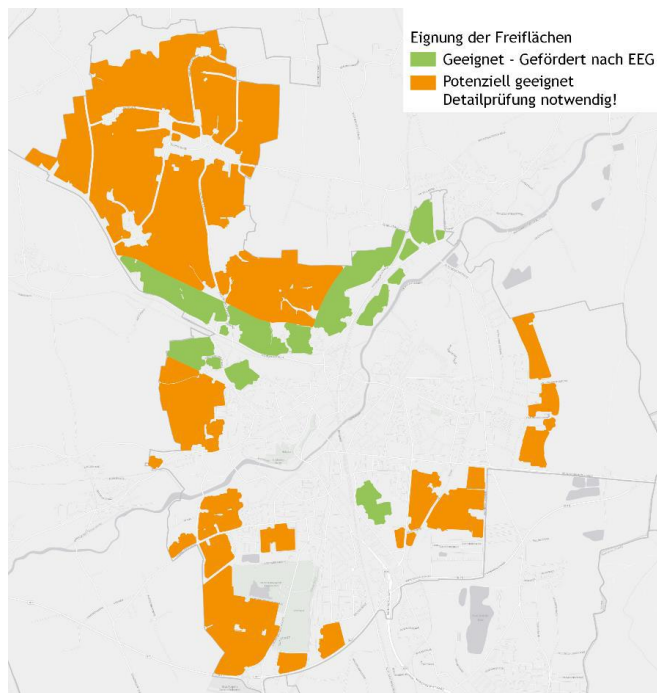 Eignung der Freiflächen
Geeignet - Gefördert nach EEG
Potenziell geeignet
Detailprüfung notwendig!